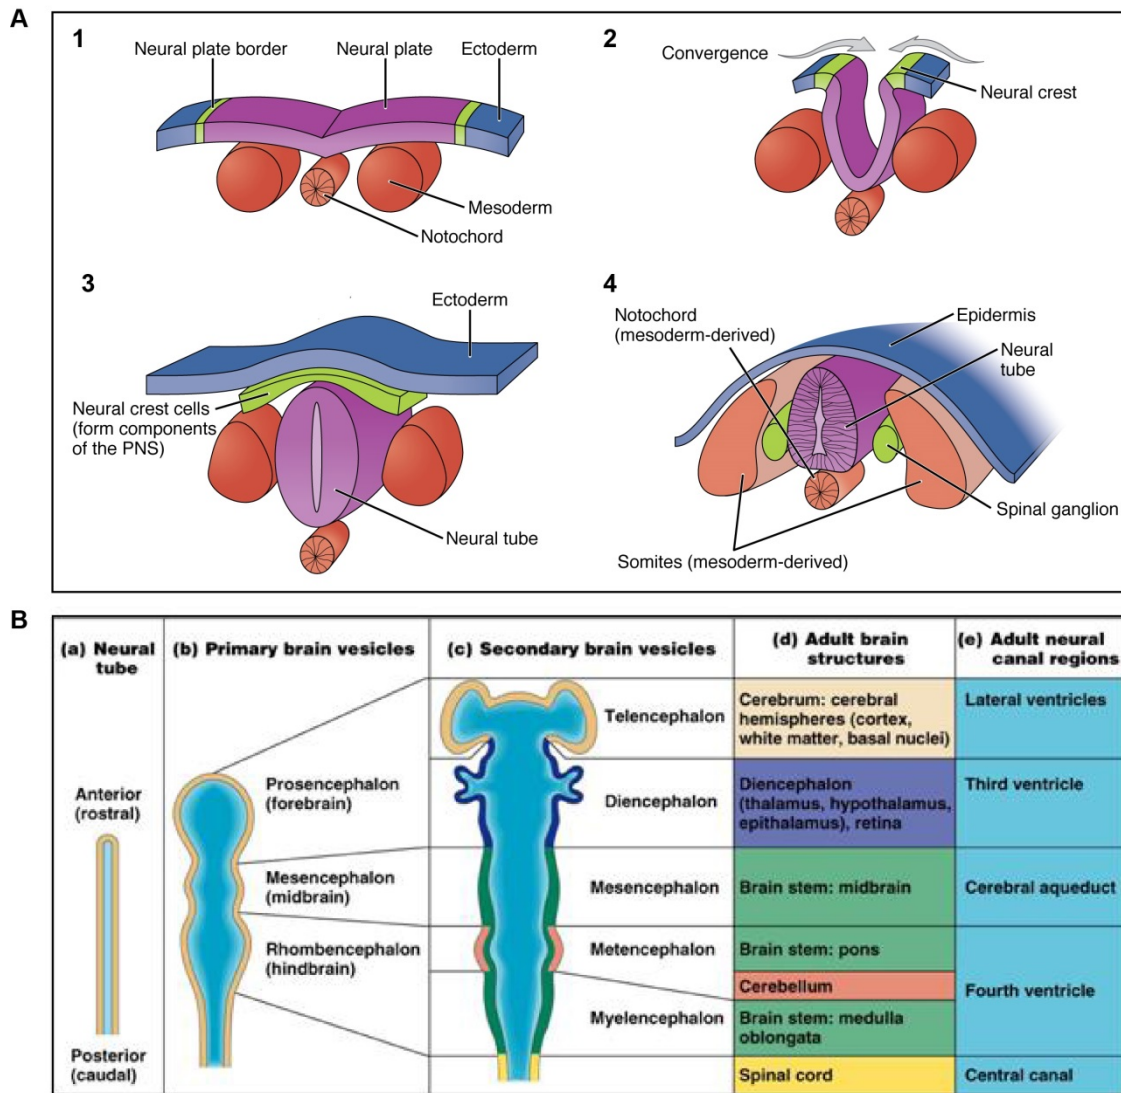 A
1
Neural plate border
Neural plate
Ectoderm
Mesoderm
Notochord
2
Convergence
Neural crest
3
Ectoderm
Neural crest cells
(form components
of the PNS)
Neural tube
4
Notochord
(mesoderm-derived)
Epidermis
Neural
tube
Spinal ganglion
Somites (mesoderm-derived)
B
(a) Neural
tube
(b) Primary brain vesicles
(c) Secondary brain vesicles
(d) Adult brain
structures
(e) Adult neural
canal regions
Anterior
(rostral)
Posterior
(caudal)
Prosencephalon
(forebrain)
Mesencephalon
(midbrain)
Rhombencephalon
(hindbrain)
Telencephalon
Diencephalon
Mesencephalon
Metencephalon
Myelencephalon
Cerebrum: cerebral
hemispheres (cortex,
white matter, basal nuclei)
Diencephalon
(thalamus, hypothalamus,
epithalamus), retina
Brain stem: midbrain
Brain stem: pons
Cerebellum
Brain stem: medulla
oblongata
Spinal cord
Lateral ventricles
Third ventricle
Cerebral aqueduct
Fourth ventricle
Central canal